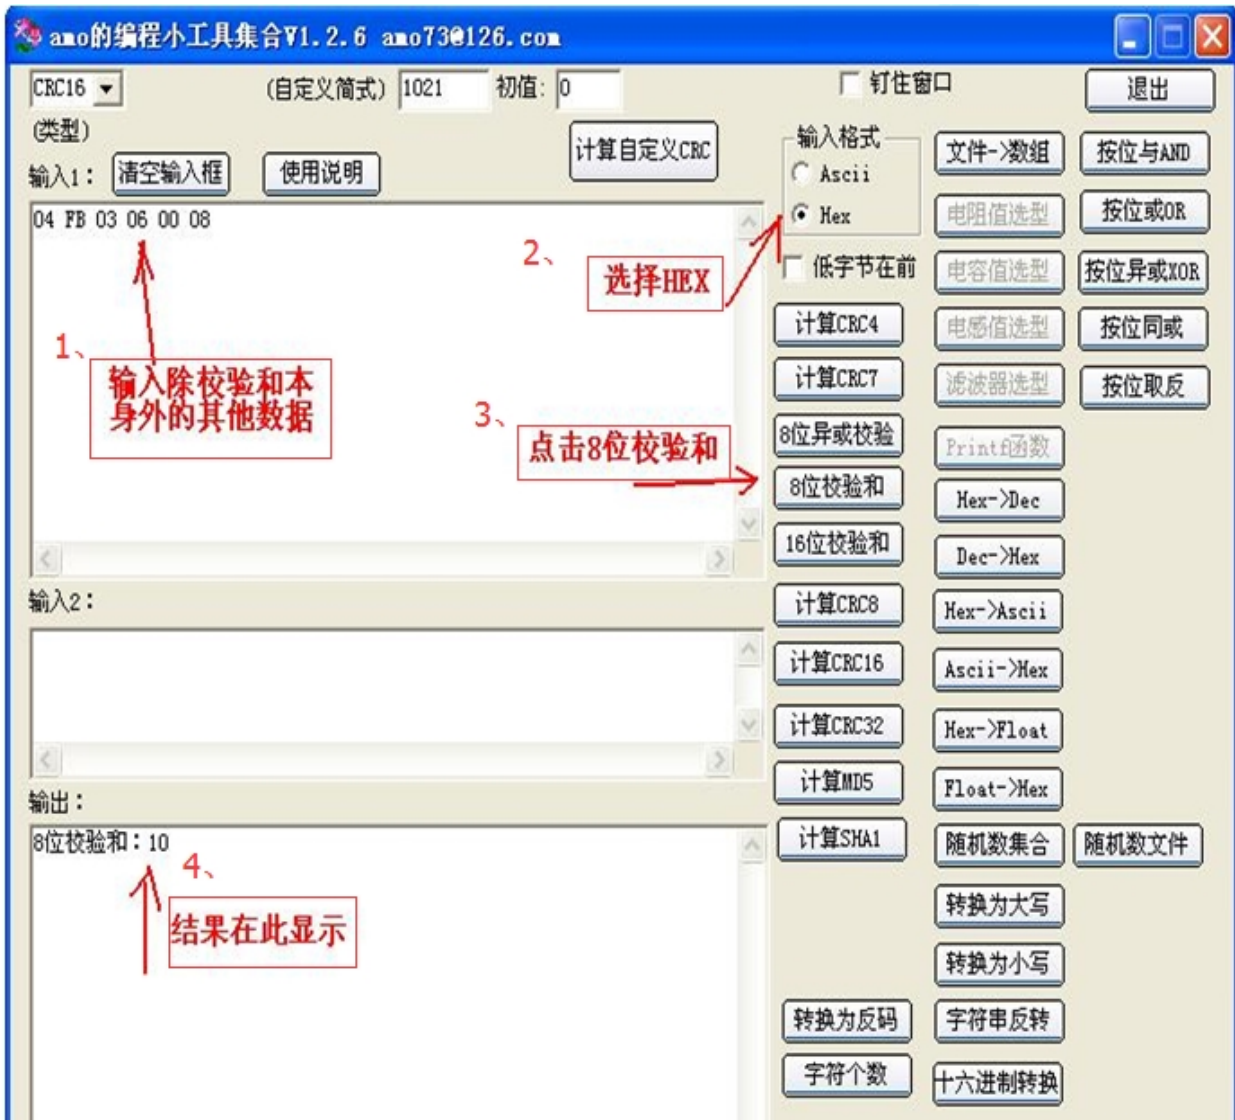 amo的编程小工具集合V1.2.6 amo73@126.com
CRC16
(自定义简式) 1021
初值: 0
钉住窗口
退出
(类型)
计算自定义CRC
输入1:
清空输入框
使用说明
输入格式
Ascii
Hex
低字节在前
04 FB 03 06 00 08
1、
输入除校验和本
身外的其他数据
2、
选择HEX
3、
点击8位校验和
文件->数组
按位与AND
电阻值选型
按位或OR
电容值选型
按位异或XOR
计算CRC4
电感值选型
按位同或
计算CRC7
滤波器选型
按位取反
8位异或校验
Printf函数
8位校验和
Hex->Dec
16位校验和
Dec->Hex
输入2:
计算CRC8
Hex->Ascii
计算CRC16
Ascii->Hex
计算CRC32
Hex->Float
计算MD5
Float->Hex
输出:
8位校验和:10
4、
结果在此显示
计算SHA1
随机数集合
随机数文件
转换为大写
转换为小写
转换为反码
字符串反转
字符个数
十六进制转换